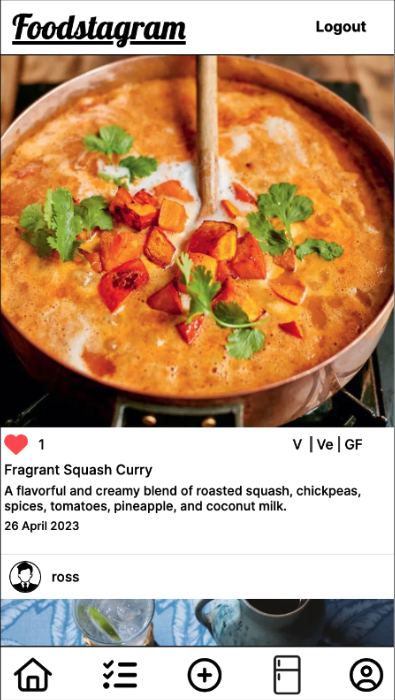 Foodstagram
Logout
1
V | Ve | GF
Fragrant Squash Curry
A flavorful and creamy blend of roasted squash, chickpeas,
spices, tomatoes, pineapple, and coconut milk.
26 April 2023
ross